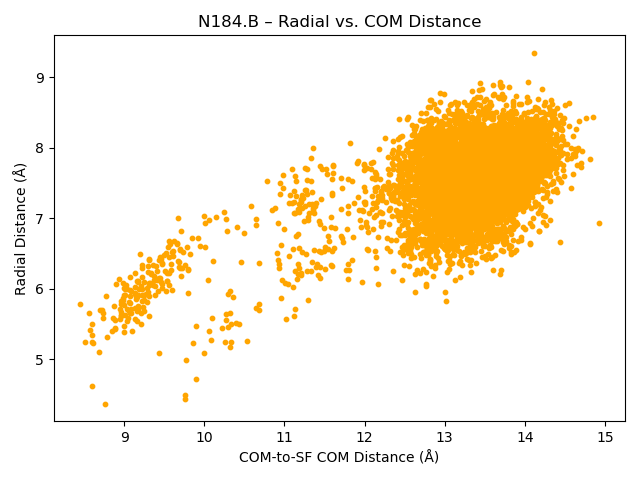 N184.B – Radial vs. COM Distance
Radial Distance (Å)
9
8
7
6
5
9 10 11 12 13 14 15
COM-to-SF COM Distance (Å)